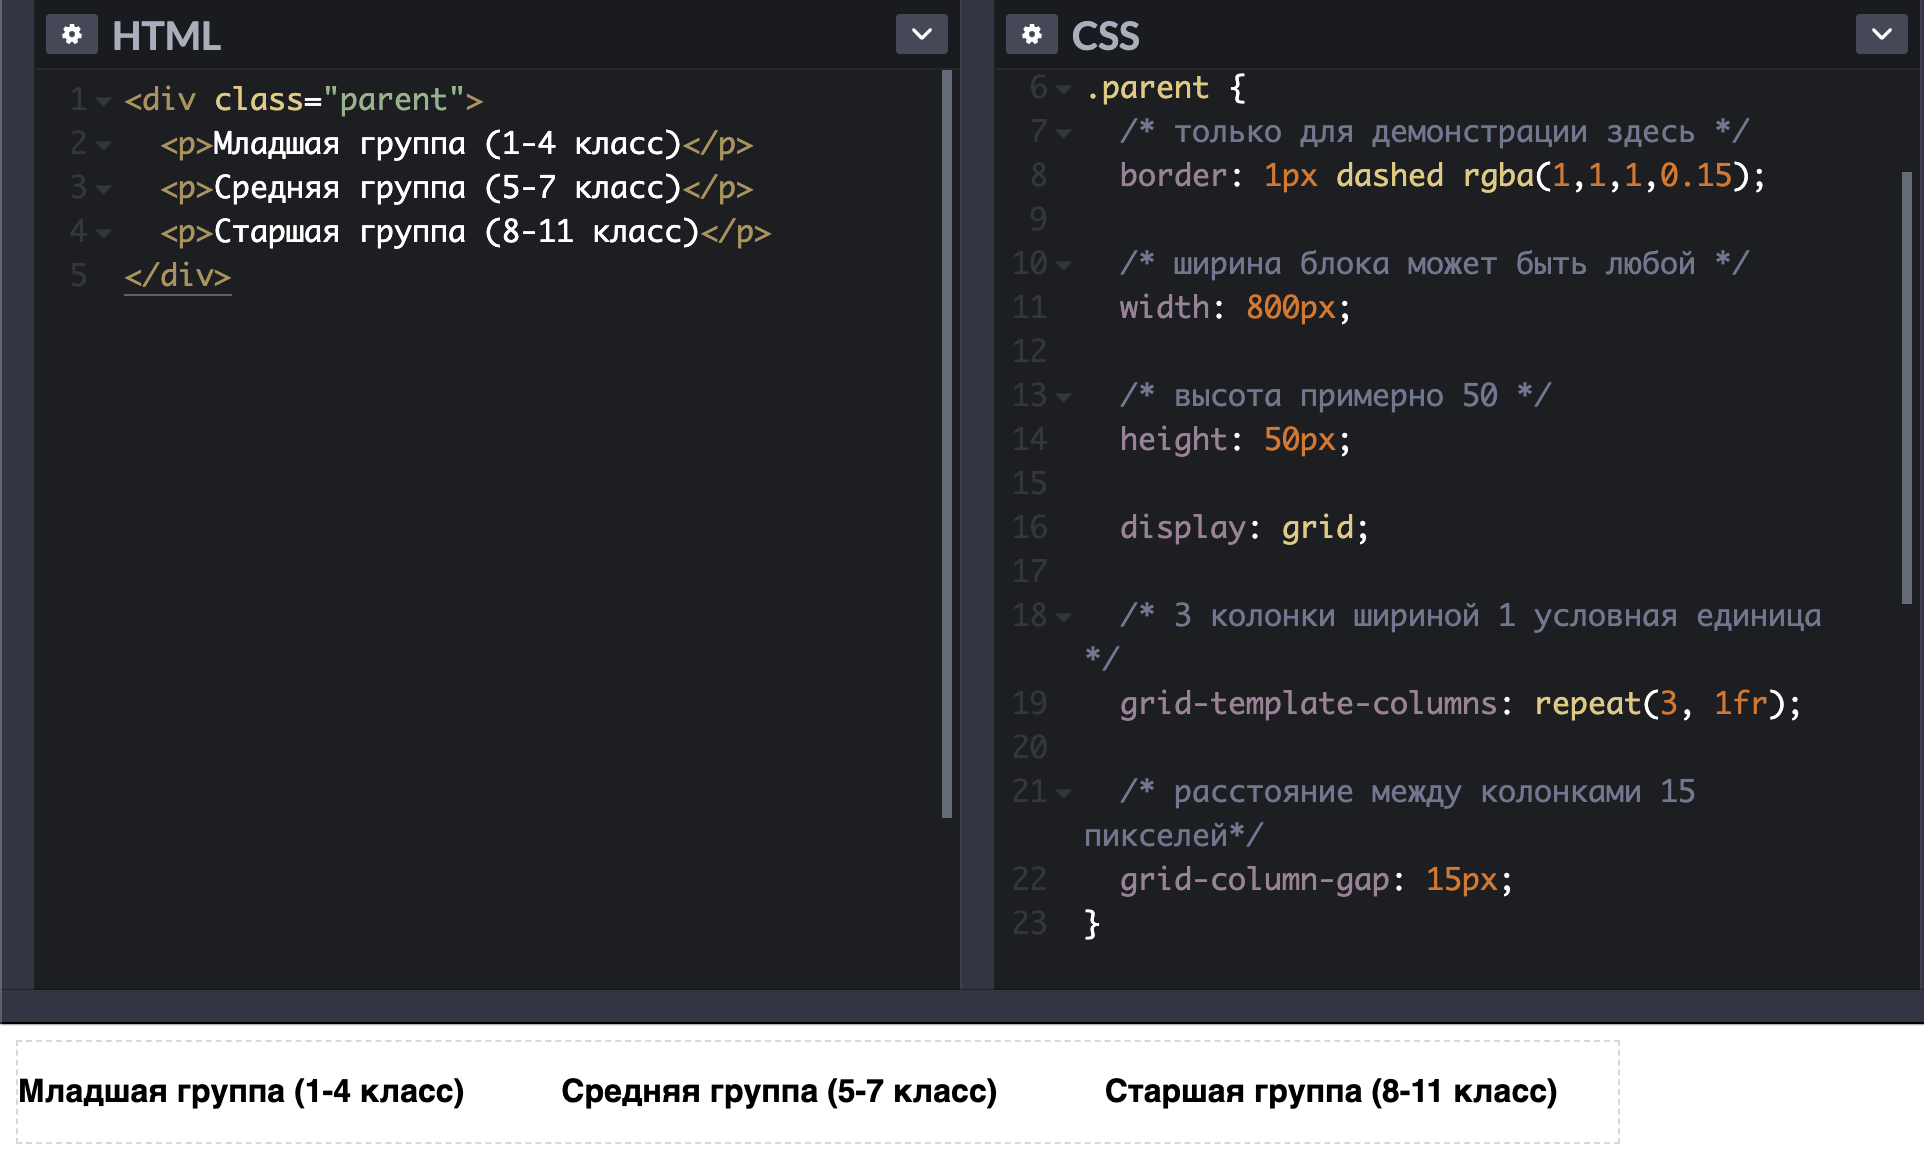 HTML
1 <div class="parent">
2   <p>Младшая группа (1-4 класс)</p>
3   <p>Средняя группа (5-7 класс)</p>
4   <p>Старшая группа (8-11 класс)</p>
5 </div>
CSS
6 .parent {
7   /* только для демонстрации здесь */
8   border: 1px dashed rgba(1,1,1,0.15);
9
10   /* ширина блока может быть любой */
11   width: 800px;
12
13   /* высота примерно 50 */
14   height: 50px;
15
16   display: grid;
17
18   /* 3 колонки шириной 1 условная единица
*/
19   grid-template-columns: repeat(3, 1fr);
20
21   /* расстояние между колонками 15
пикселей*/
22   grid-column-gap: 15px;
23 }
Младшая группа (1-4 класс) Средняя группа (5-7 класс) Старшая группа (8-11 класс)